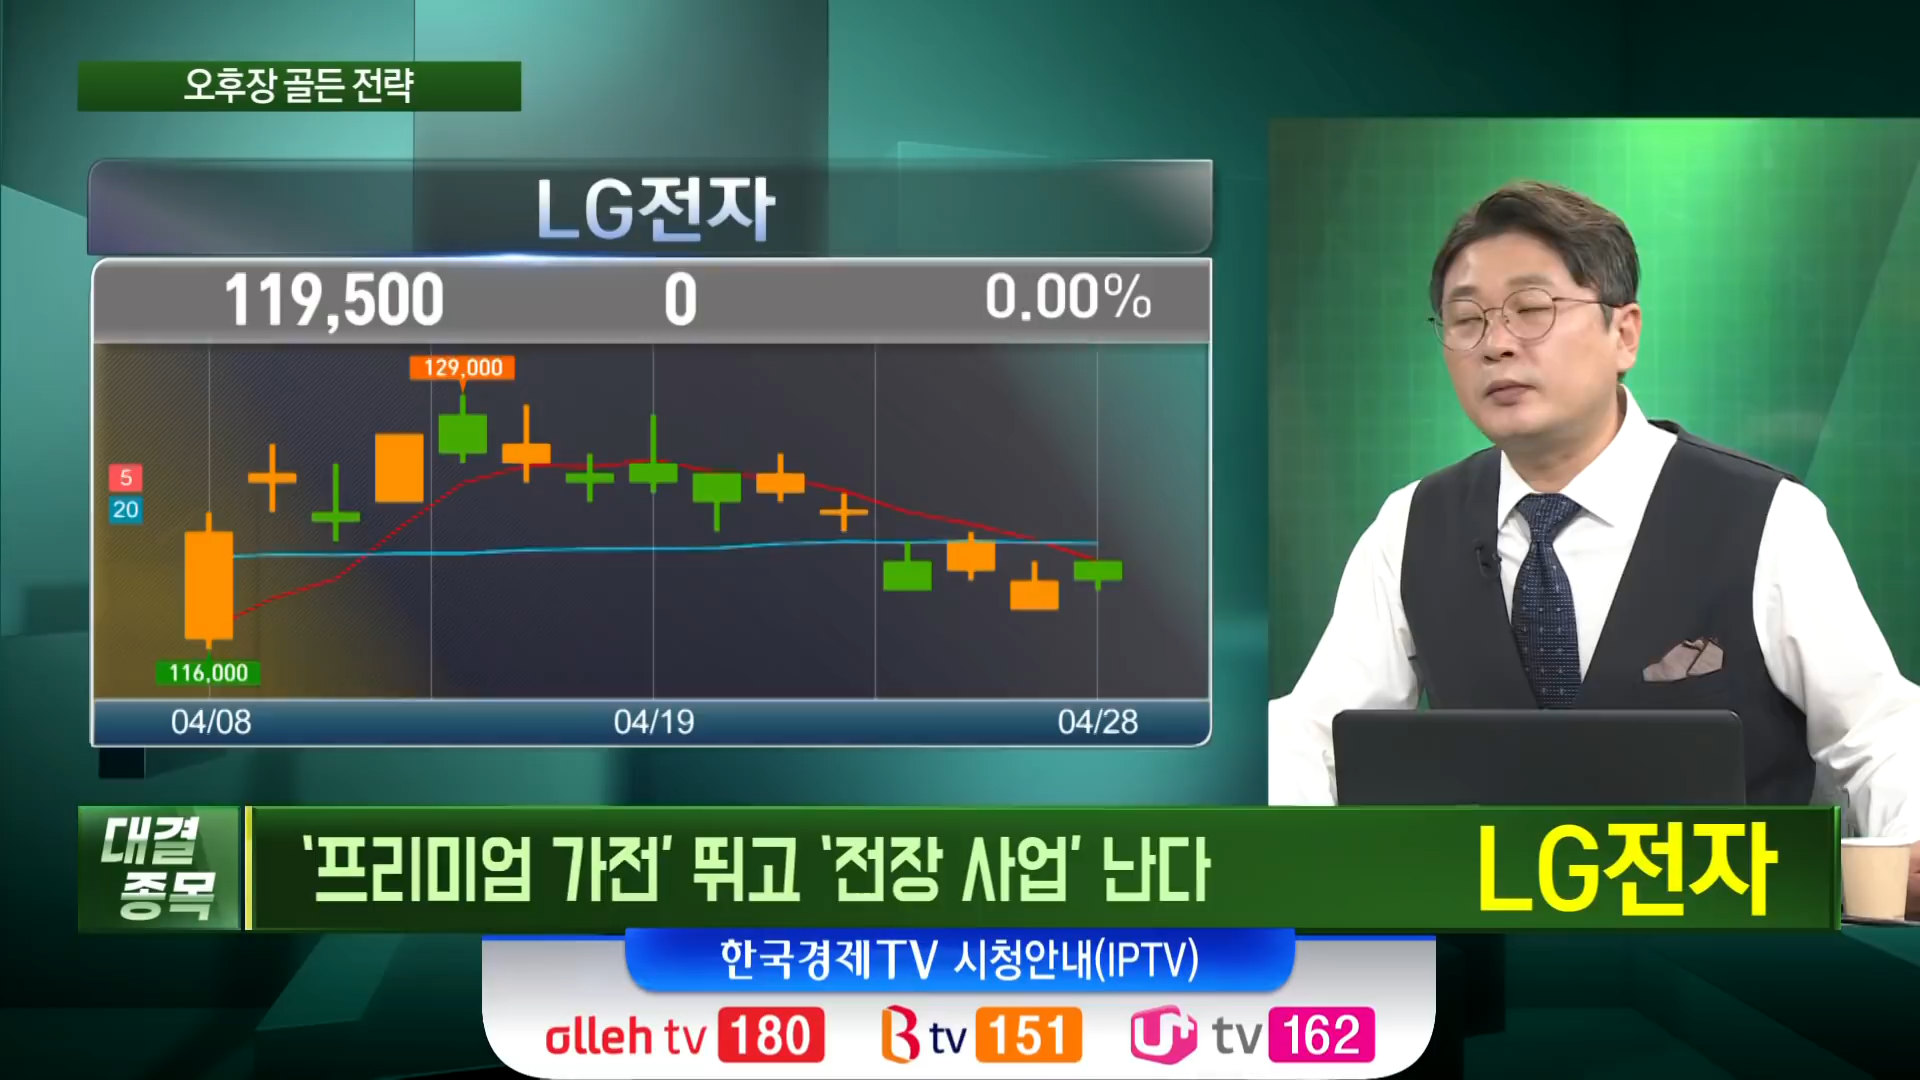 오후장 골든 전략
LG전자
119,500 0 0.00%
129,000
5
20
116,000
04/08 04/19 04/28
대결
종목
‘프리미엄 가전’ 뛰고 ‘전장 사업’ 난다
LG전자
한국경제TV 시청안내(IPTV)
olleh tv 180 B tv 151 U+ tv 162